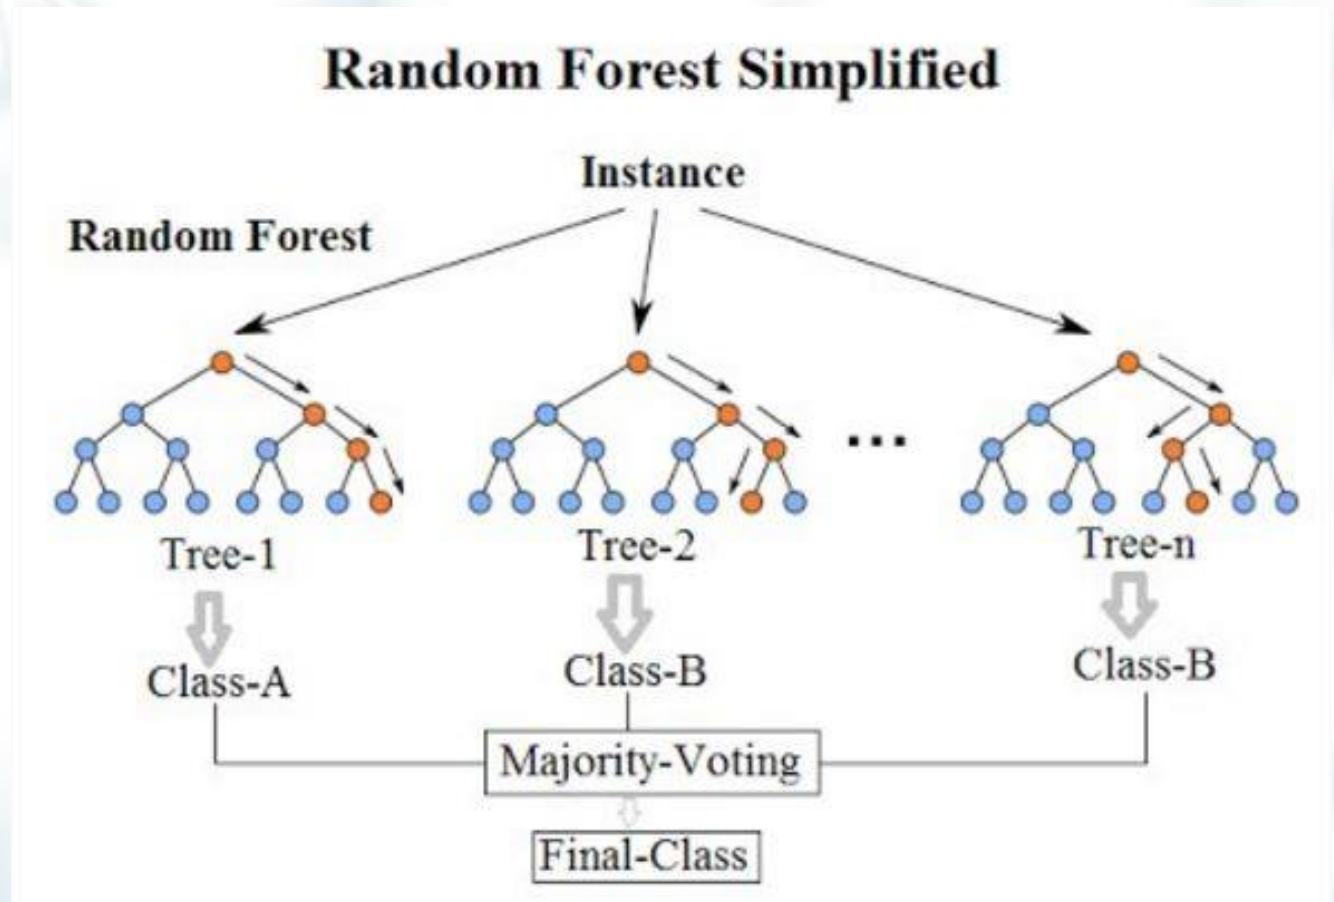 Random Forest Simplified
Instance
Random Forest
...
Tree-1
Tree-2
Tree-n
Class-A
Class-B
Class-B
Majority-Voting
Final-Class